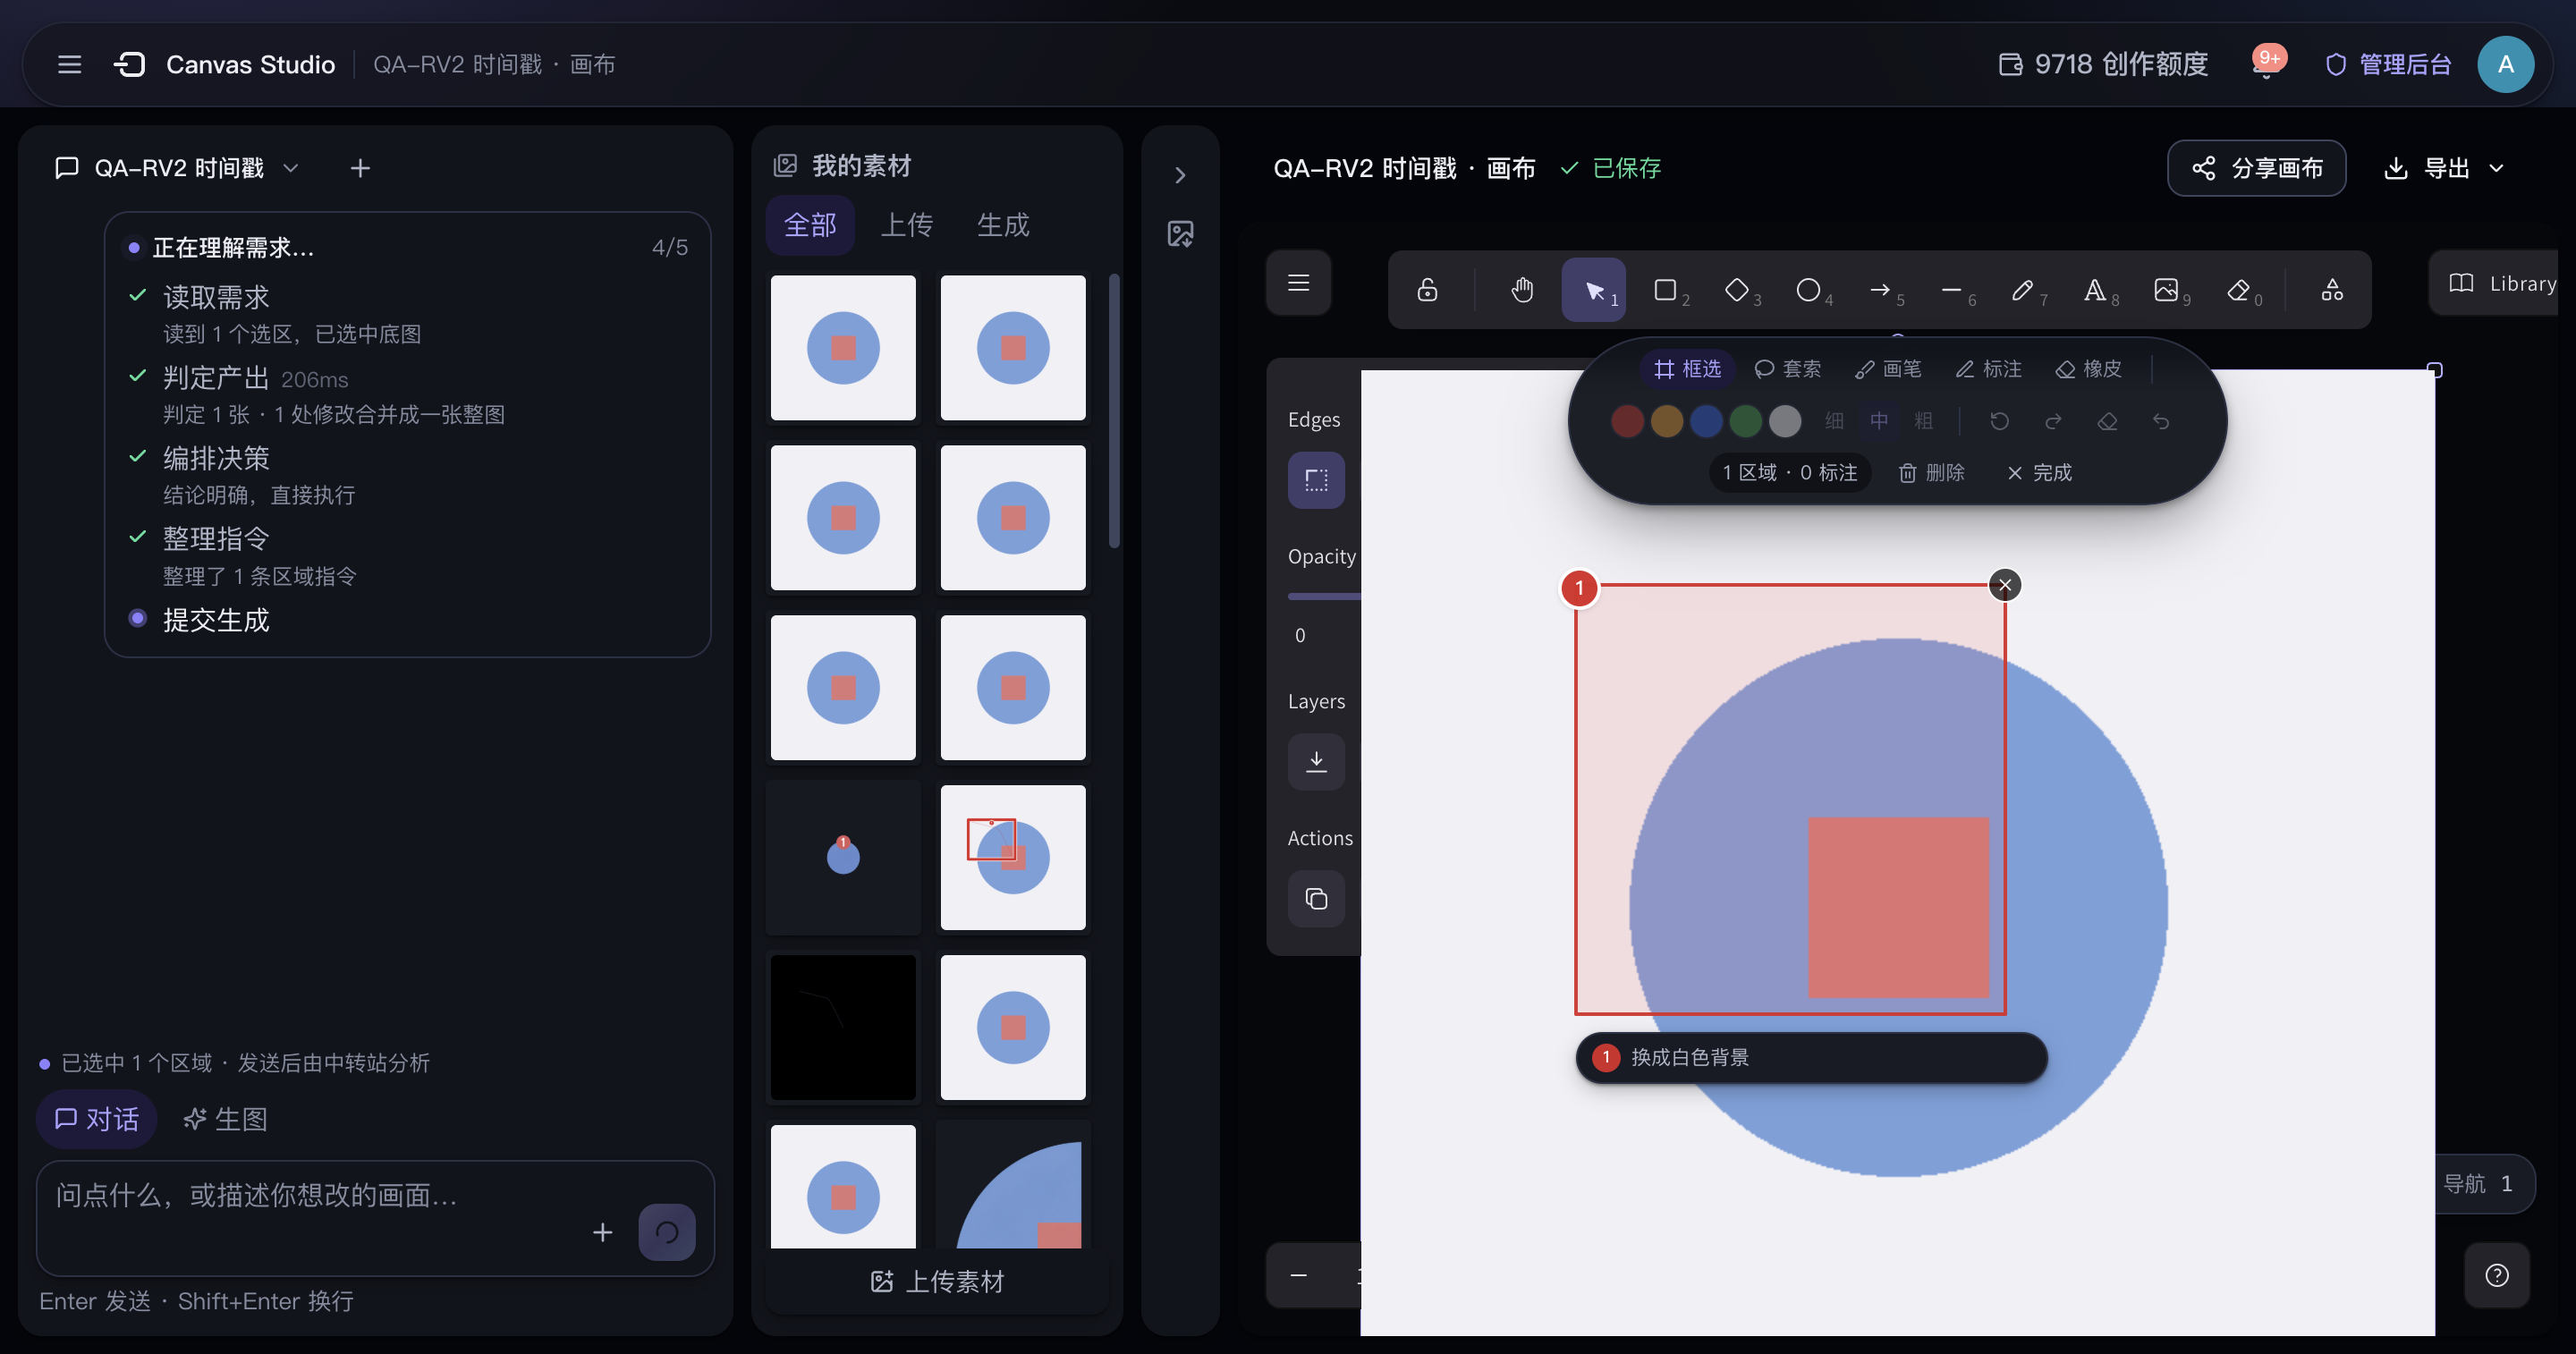 Canvas Studio
QA-RV2 时间戳 · 画布
9718 创作额度
9+
管理后台
A
QA-RV2 时间戳
正在理解需求...
4/5
读取需求
读到 1 个选区，已选中底图
判定产出 206ms
判定 1 张 · 1 处修改合并成一张整图
编排决策
结论明确，直接执行
整理指令
整理了 1 条区域指令
提交生成
已选中 1 个区域 · 发送后由中转站分析
对话
生图
问点什么，或描述你想改的画面...
Enter 发送 · Shift+Enter 换行
我的素材
全部
上传
生成
1
上传素材
QA-RV2 时间戳 · 画布
已保存
分享画布
导出
1
2
3
4
5
6
7
8
9
0
Library
框选
套索
画笔
标注
橡皮
细
中
粗
1 区域 · 0 标注
删除
完成
Edges
Opacity
0
Layers
Actions
1
1 换成白色背景
导航 1